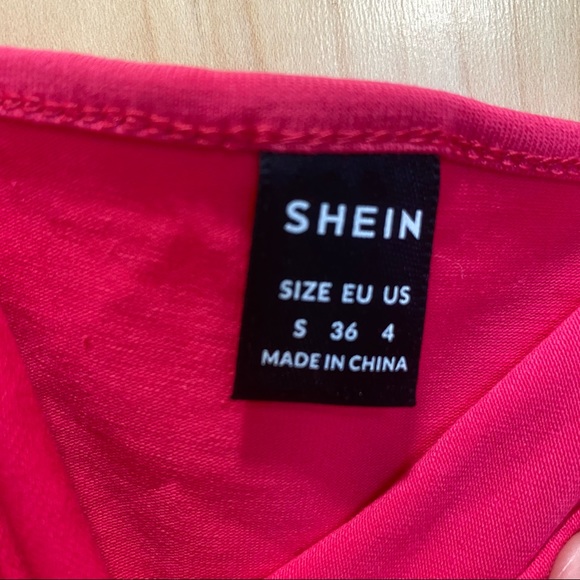 SHEIN
SIZE EU US
S 36 4
MADE IN CHINA